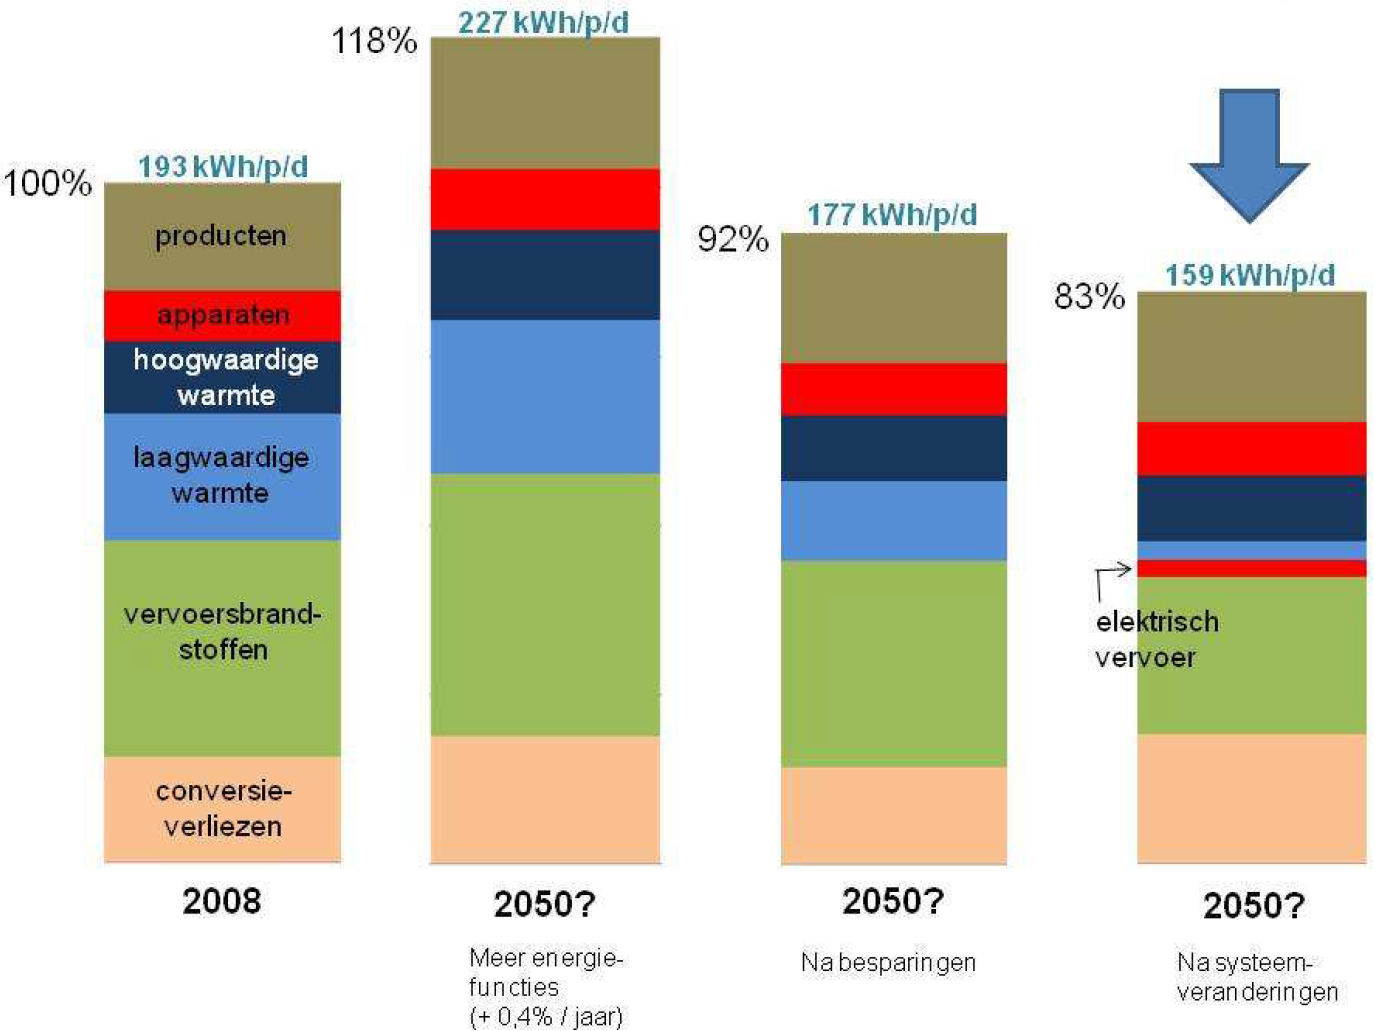 193 kWh/p/d
100%
producten
apparaten
hoogwaardige
warmte
laagwaardige
warmte
vervoersbrand-
stoffen
conversie-
verliezen
2008
227 kWh/p/d
118%
2050?
Meer energie-
functies
(+ 0,4% / jaar)
177 kWh/p/d
92%
2050?
Na besparingen
159 kWh/p/d
83%
elektrisch
vervoer
2050?
Na systeem-
veranderingen